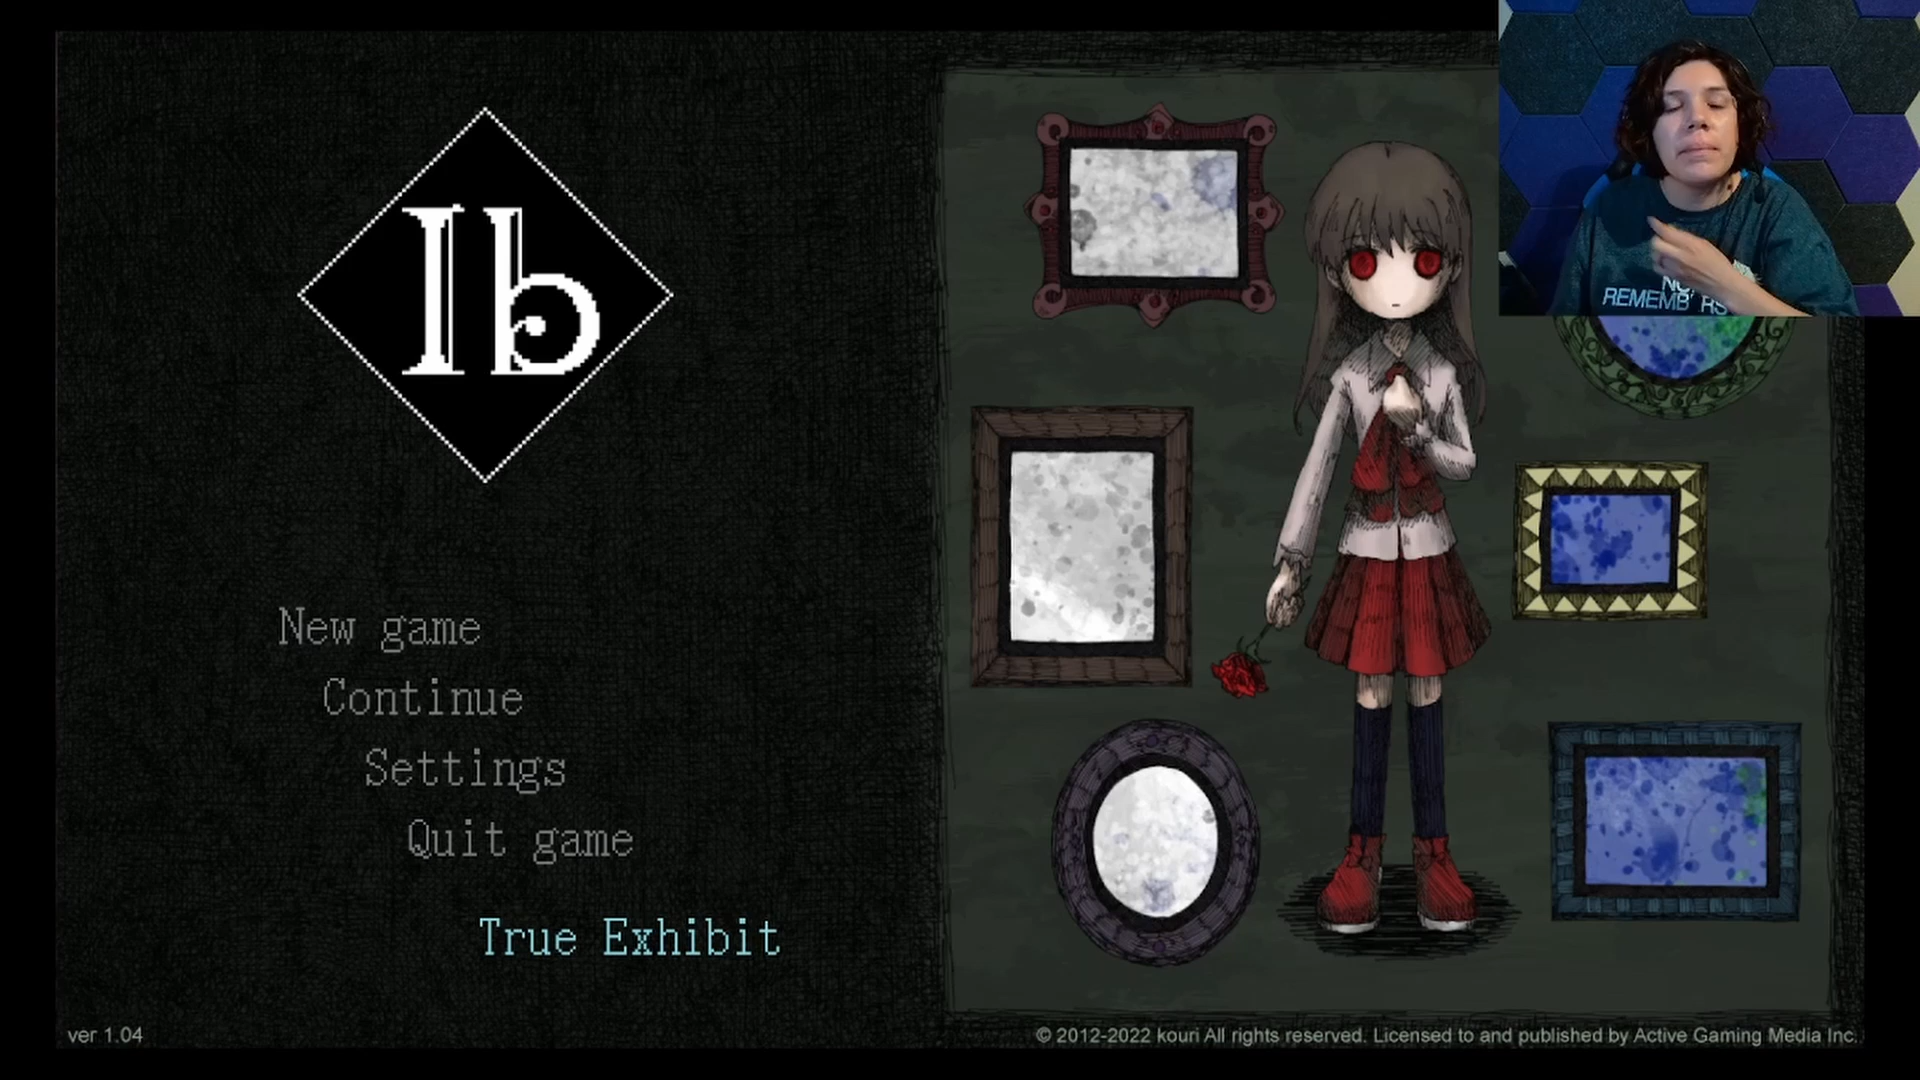 Ib
New game
Continue
Settings
Quit game
True Exhibit
ver 1.04
© 2012-2022 kouri All rights reserved. Licensed to and published by Active Gaming Media Inc.